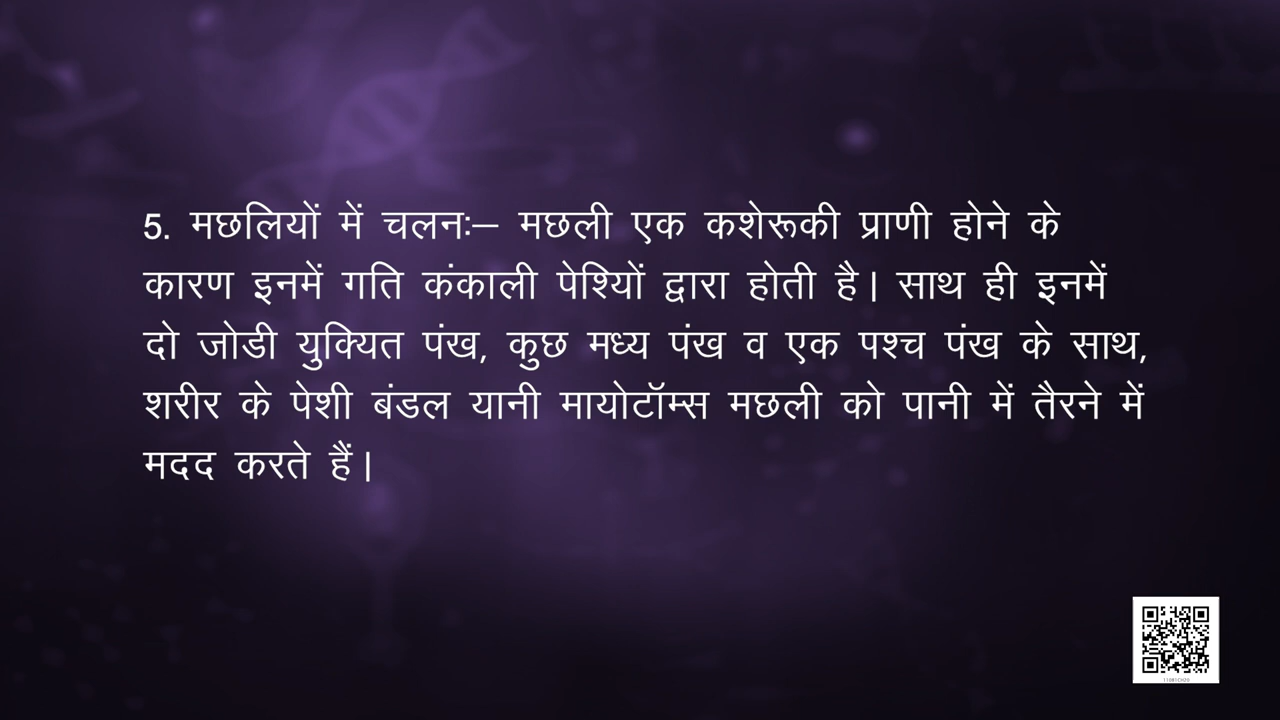 5. मछलियों में चलनः– मछली एक कशेरूकी प्राणी होने के
कारण इनमें गति कंकाली पेश्यिों द्वारा होती है। साथ ही इनमें
दो जोडी युक्यित पंख, कुछ मध्य पंख व एक पश्च पंख के साथ,
शरीर के पेशी बंडल यानी मायोटॉम्स मछली को पानी में तैरने में
मदद करते हैं।